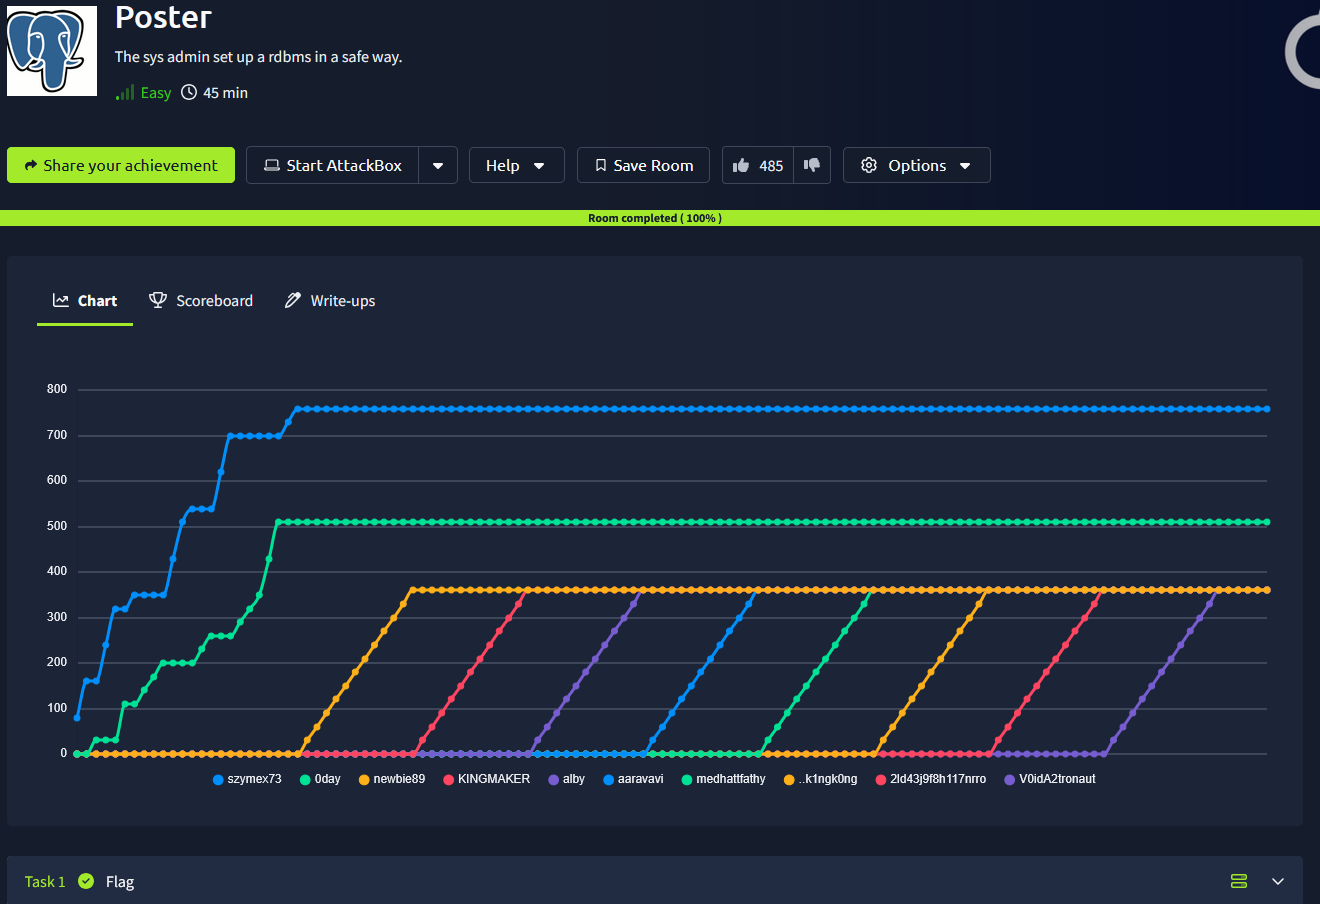 Poster
The sys admin set up a rdbms in a safe way.
Easy 45 min
Share your achievement Start AttackBox Help Save Room 485 Options
Room completed ( 100% )
Chart Scoreboard Write-ups
800
700
600
500
400
300
200
100
0
szymex73 0day newbie89 KINGMAKER alby aaravavi medhattfathy ..k1ngk0ng 2ld43j9f8h117nrro V0idA2tronaut
Task 1 Flag